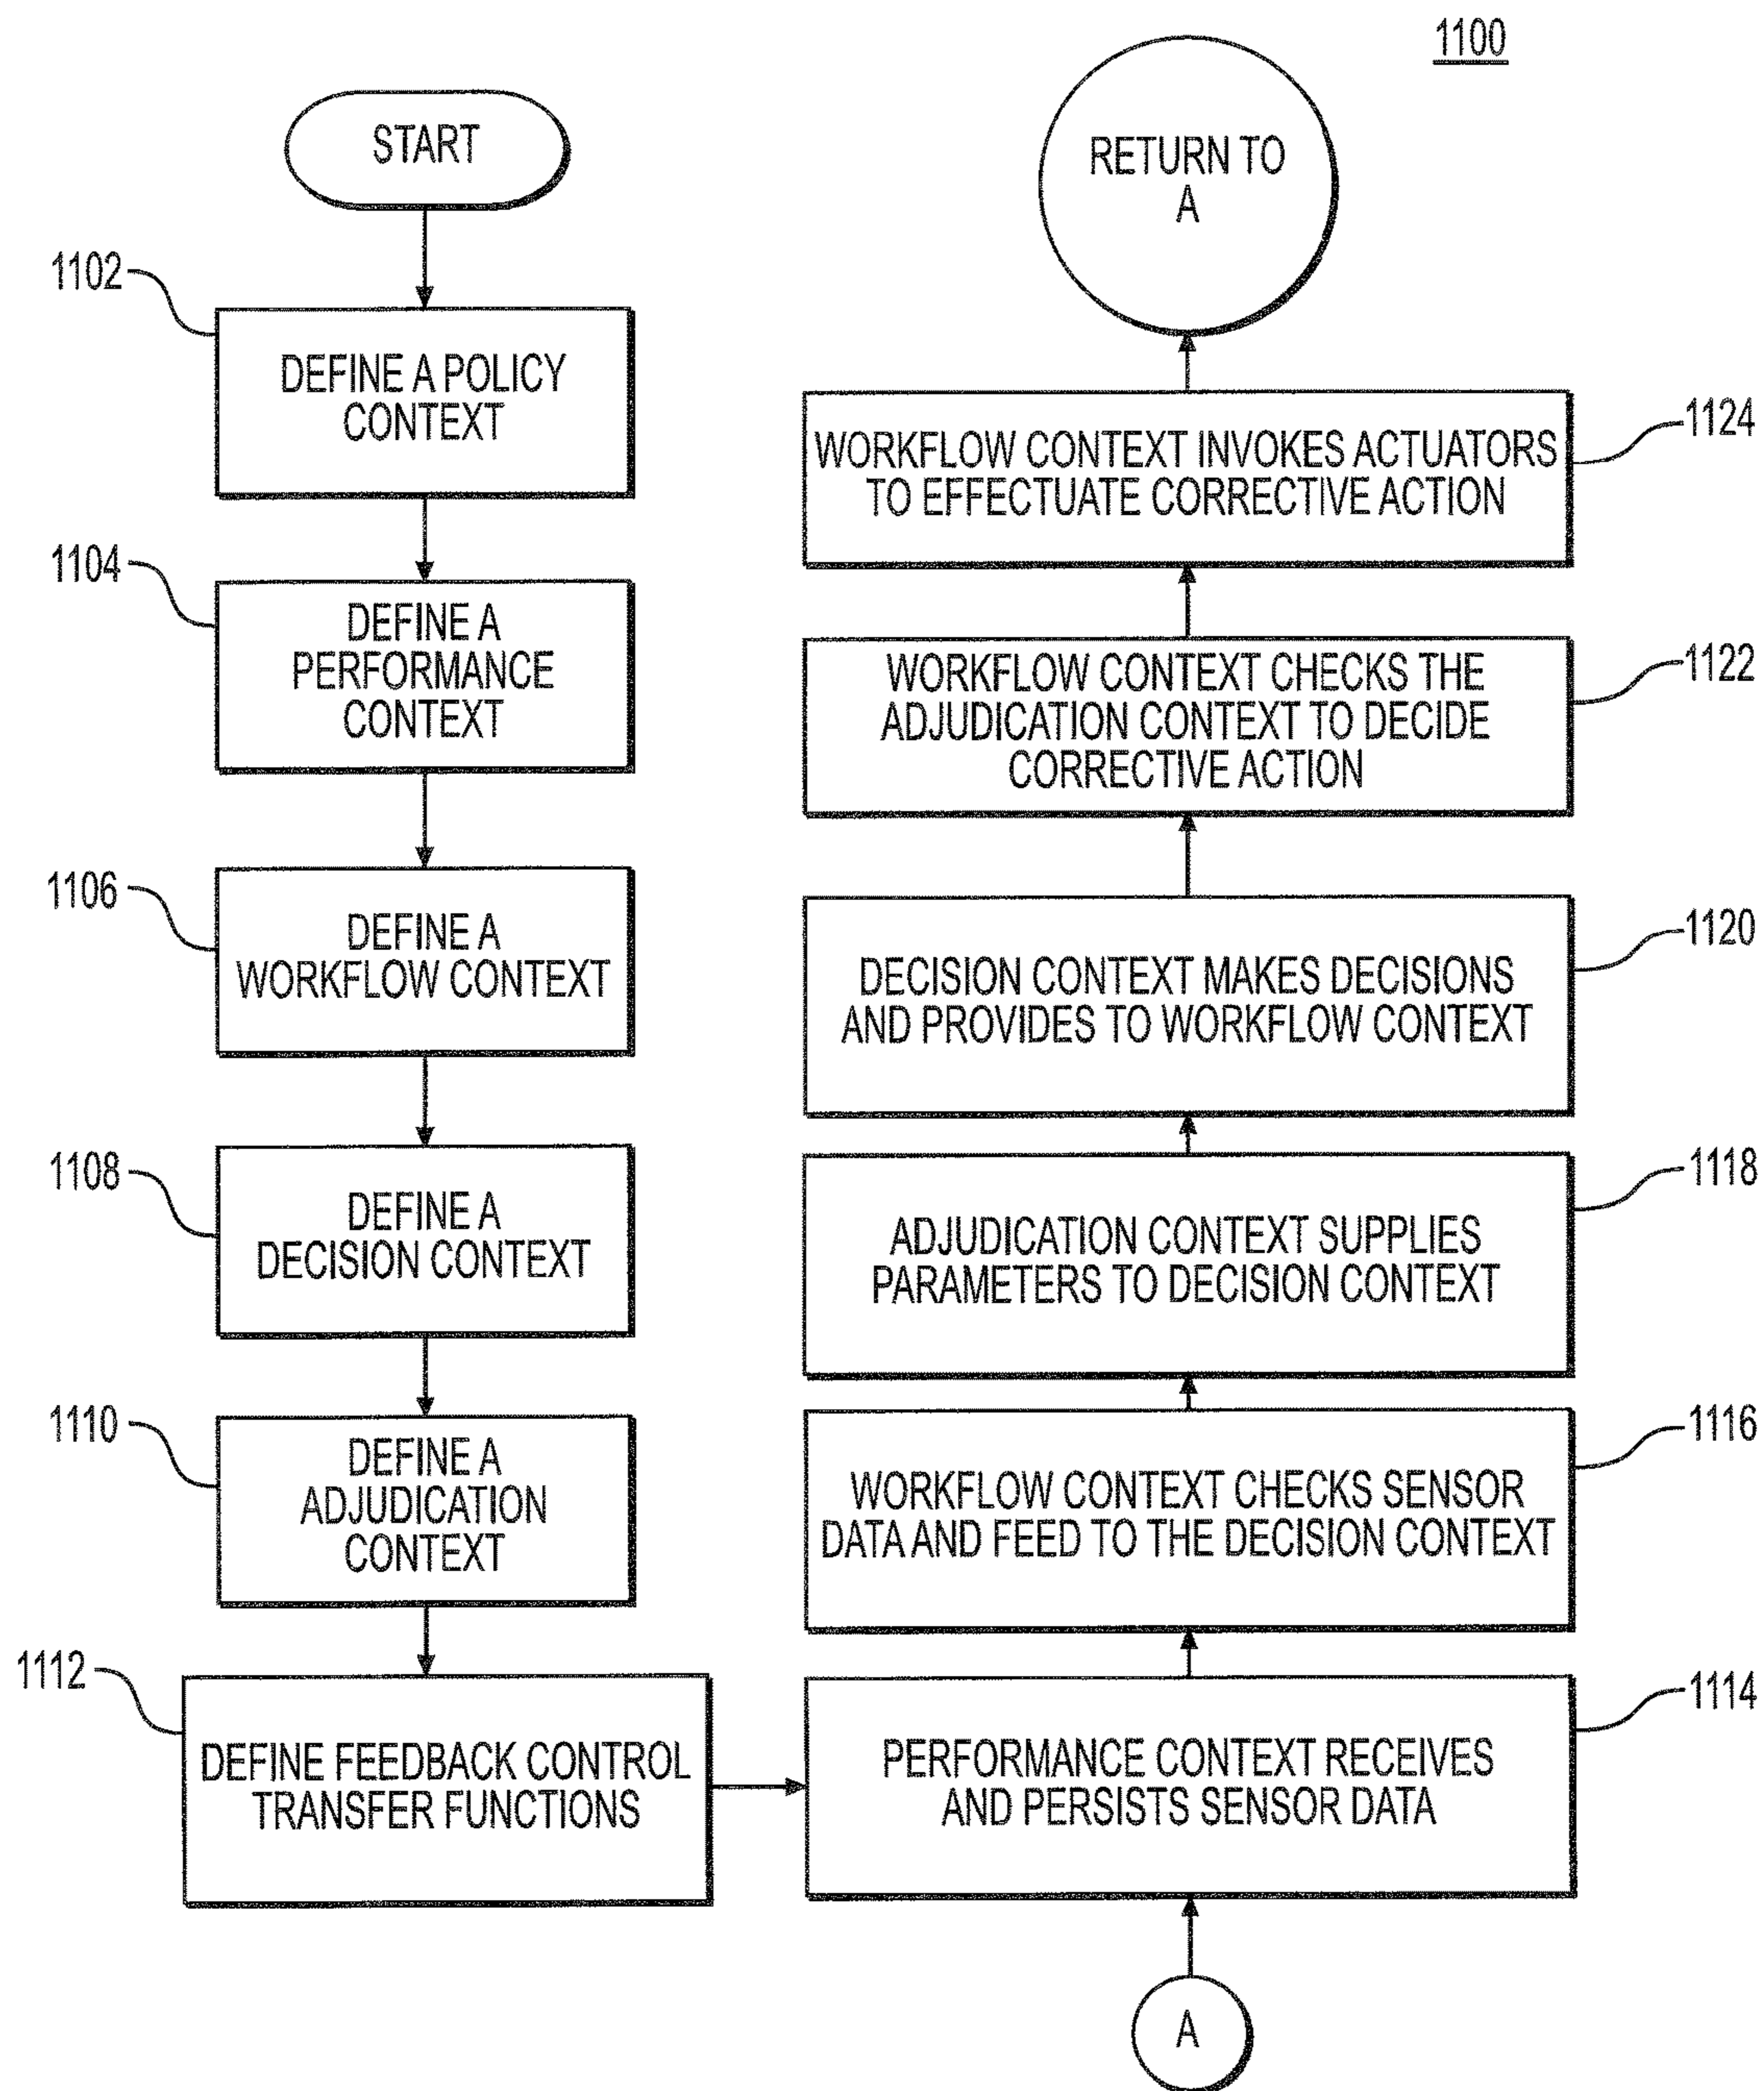 1100
START
1102
DEFINE A POLICY
CONTEXT
1104
DEFINE A
PERFORMANCE
CONTEXT
1106
DEFINE A
WORKFLOW CONTEXT
1108
DEFINE A
DECISION CONTEXT
1110
DEFINE A
ADJUDICATION
CONTEXT
1112
DEFINE FEEDBACK CONTROL
TRANSFER FUNCTIONS
RETURN TO
A
WORKFLOW CONTEXT INVOKES ACTUATORS
TO EFFECTUATE CORRECTIVE ACTION
1124
WORKFLOW CONTEXT CHECKS THE
ADJUDICATION CONTEXT TO DECIDE
CORRECTIVE ACTION
1122
DECISION CONTEXT MAKES DECISIONS
AND PROVIDES TO WORKFLOW CONTEXT
1120
ADJUDICATION CONTEXT SUPPLIES
PARAMETERS TO DECISION CONTEXT
1118
WORKFLOW CONTEXT CHECKS SENSOR
DATA AND FEED TO THE DECISION CONTEXT
1116
PERFORMANCE CONTEXT RECEIVES
AND PERSISTS SENSOR DATA
1114
A